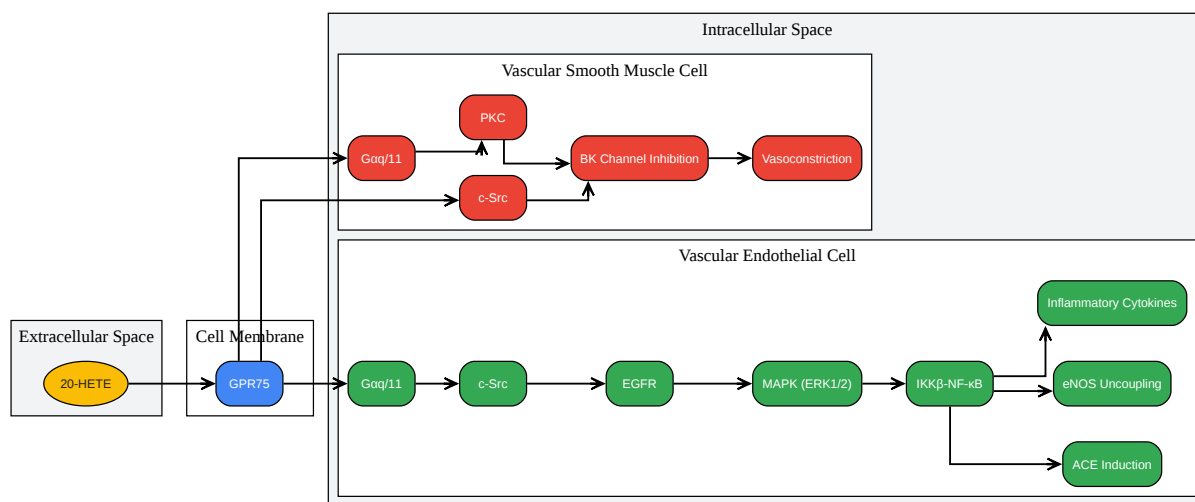 Intracellular Space
Vascular Smooth Muscle Cell
PKC
Gαq/11
BK Channel Inhibition
Vasoconstriction
c-Src
Vascular Endothelial Cell
Inflammatory Cytokines
Extracellular Space
Cell Membrane
20-HETE
GPR75
Gαq/11
c-Src
EGFR
MAPK (ERK1/2)
IKKβ-NF-κB
eNOS Uncoupling
ACE Induction